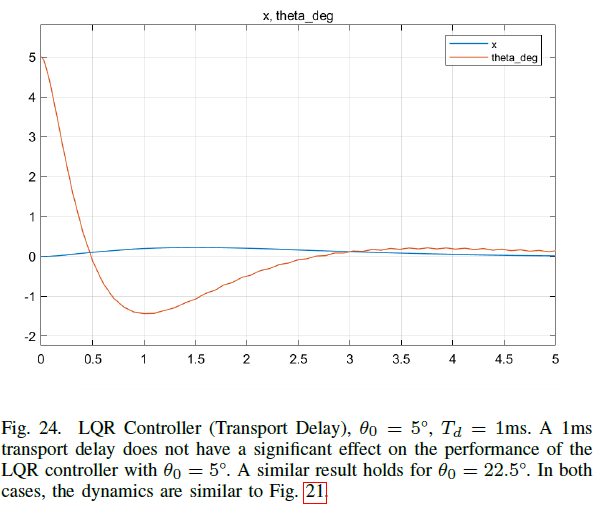 x, theta_deg
x
theta_deg
5
4
3
2
1
0
-1
-2
0 0.5 1 1.5 2 2.5 3 3.5 4 4.5 5
Fig. 24. LQR Controller (Transport Delay), θ0 = 5°, Td = 1ms. A 1ms
transport delay does not have a significant effect on the performance of the
LQR controller with θ0 = 5°. A similar result holds for θ0 = 22.5°. In both
cases, the dynamics are similar to Fig. 21.